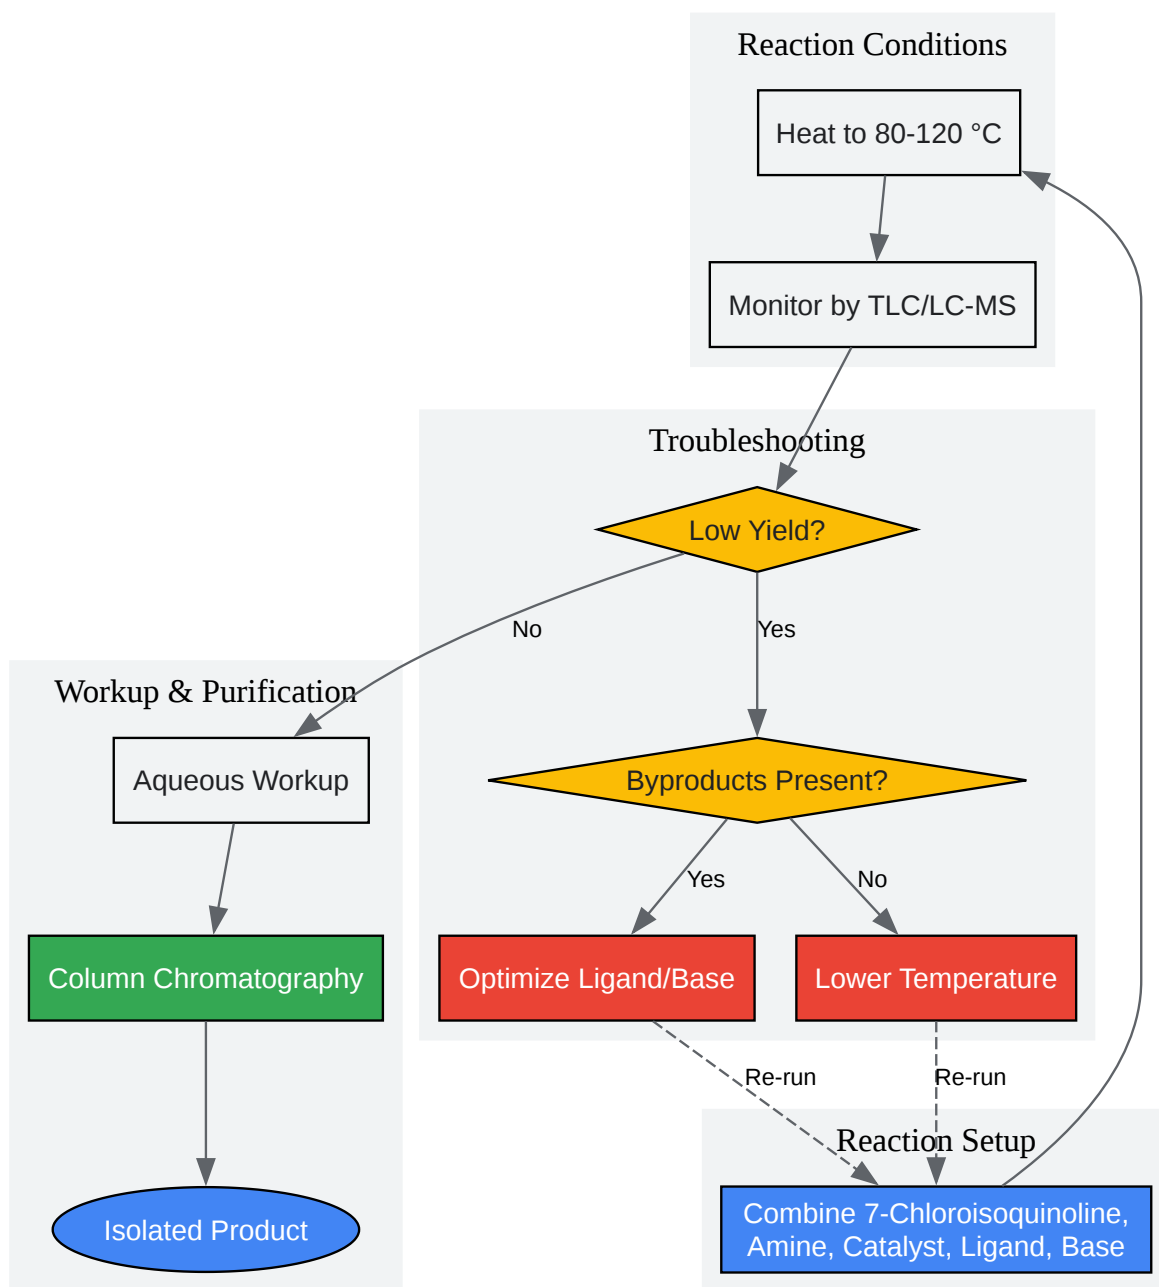 Reaction Conditions
Heat to 80-120 °C
Monitor by TLC/LC-MS
Troubleshooting
Low Yield?
No
Yes
Workup & Purification
Aqueous Workup
Byproducts Present?
Yes
No
Column Chromatography
Optimize Ligand/Base
Lower Temperature
Re-run
Re-run
Reaction Setup
Isolated Product
Combine 7-Chloroisoquinoline,
Amine, Catalyst, Ligand, Base